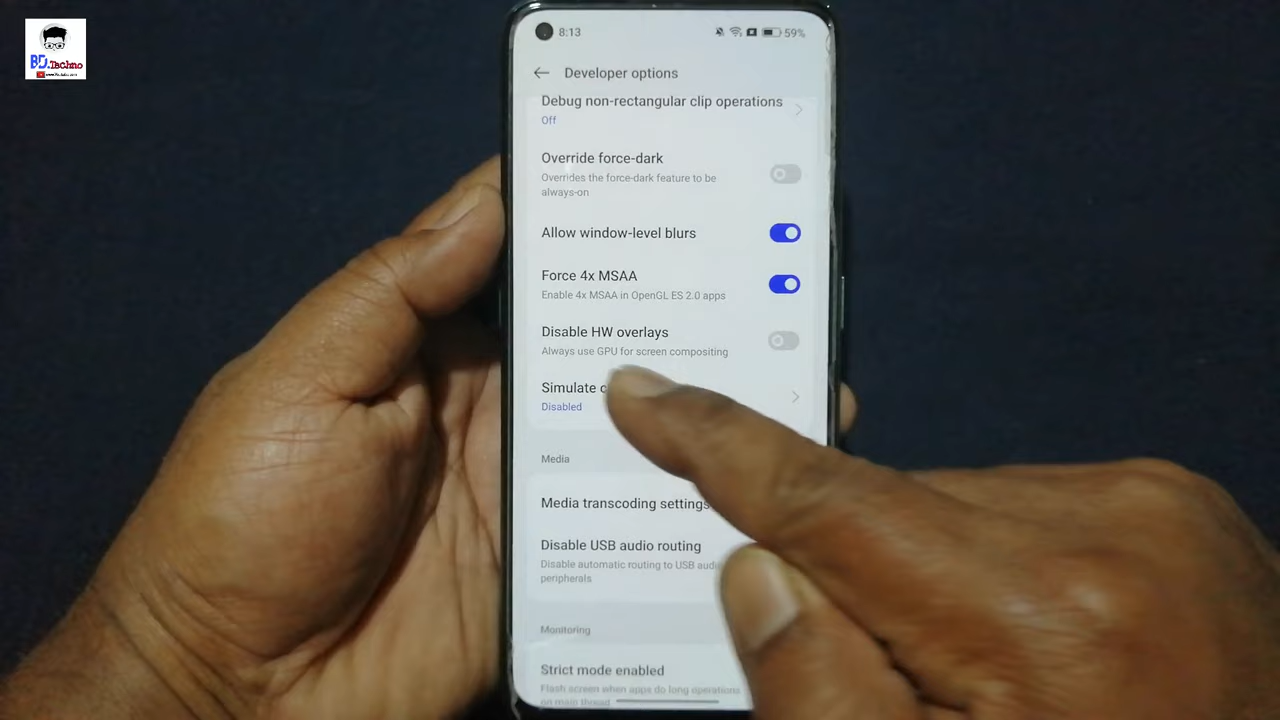 BD.Techno
8:13
59%
Developer options
Debug non-rectangular clip operations
Off
Override force-dark
Overrides the force-dark feature to be
always-on
Allow window-level blurs
Force 4x MSAA
Enable 4x MSAA in OpenGL ES 2.0 apps
Disable HW overlays
Always use GPU for screen compositing
Simulate
Disabled
Media
Media transcoding settings
Disable USB audio routing
Disable automatic routing to USB
peripherals
Monitoring
Strict mode enabled
Flash screen when apps do long operations
on main thread